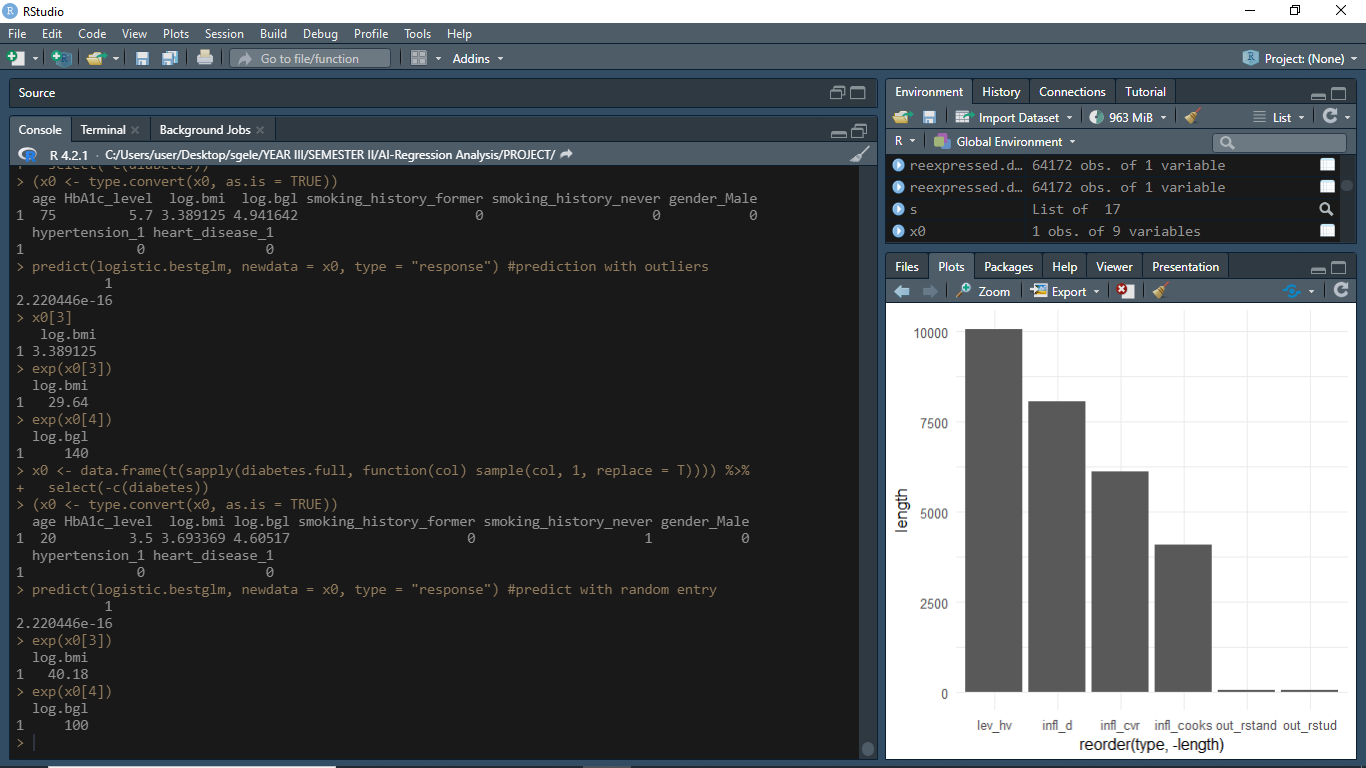 RStudio
File Edit Code View Plots Session Build Debug Profile Tools Help
Go to file/function Addins Project: (None)
Source
Console Terminal Background Jobs
R 4.2.1 · C:/Users/user/Desktop/sgele/YEAR III/SEMESTER II/AI-Regression Analysis/PROJECT/
+ select(-c(diabetes))
> (x0 <- type.convert(x0, as.is = TRUE))
age HbA1c_level log.bmi log.bgl smoking_history_former smoking_history_never gender_Male
1 75 5.7 3.389125 4.941642 0 0 0
hypertension_1 heart_disease_1
1 0 0
> predict(logistic.bestglm, newdata = x0, type = "response") #prediction with outliers
1
2.220446e-16
> x0[3]
log.bmi
1 3.389125
> exp(x0[3])
log.bmi
1 29.64
> exp(x0[4])
log.bgl
1 140
> x0 <- data.frame(t(sapply(diabetes.full, function(col) sample(col, 1, replace = T)))) %>%
+ select(-c(diabetes))
> (x0 <- type.convert(x0, as.is = TRUE))
age HbA1c_level log.bmi log.bgl smoking_history_former smoking_history_never gender_Male
1 20 3.5 3.693369 4.60517 0 1 0
hypertension_1 heart_disease_1
1 0 0
> predict(logistic.bestglm, newdata = x0, type = "response") #predict with random entry
1
2.220446e-16
> exp(x0[3])
log.bmi
1 40.18
> exp(x0[4])
log.bgl
1 100
>
Environment History Connections Tutorial
Import Dataset 963 MiB List
R Global Environment
reexpressed.d… 64172 obs. of 1 variable
reexpressed.d… 64172 obs. of 1 variable
s List of 17
x0 1 obs. of 9 variables
Files Plots Packages Help Viewer Presentation
Zoom Export
10000
7500
5000
2500
0
length
lev_hv infl_d infl_cvr infl_cooks out_rstand out_rstud
reorder(type, -length)